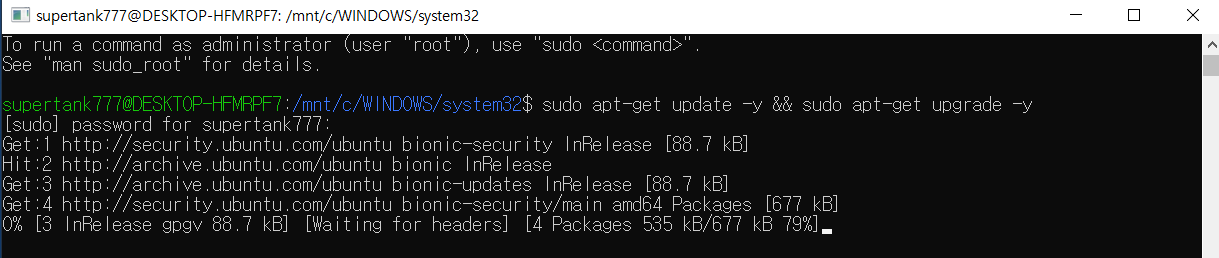 supertank777@DESKTOP-HFMRPF7: /mnt/c/WINDOWS/system32
To run a command as administrator (user "root"), use "sudo <command>".
See "man sudo_root" for details.
supertank777@DESKTOP-HFMRPF7:/mnt/c/WINDOWS/system32$ sudo apt-get update -y && sudo apt-get upgrade -y
[sudo] password for supertank777:
Get:1 http://security.ubuntu.com/ubuntu bionic-security InRelease [88.7 kB]
Hit:2 http://archive.ubuntu.com/ubuntu bionic InRelease
Get:3 http://archive.ubuntu.com/ubuntu bionic-updates InRelease [88.7 kB]
Get:4 http://security.ubuntu.com/ubuntu bionic-security/main amd64 Packages [677 kB]
0% [3 InRelease gpgv 88.7 kB] [Waiting for headers] [4 Packages 535 kB/677 kB 79%]